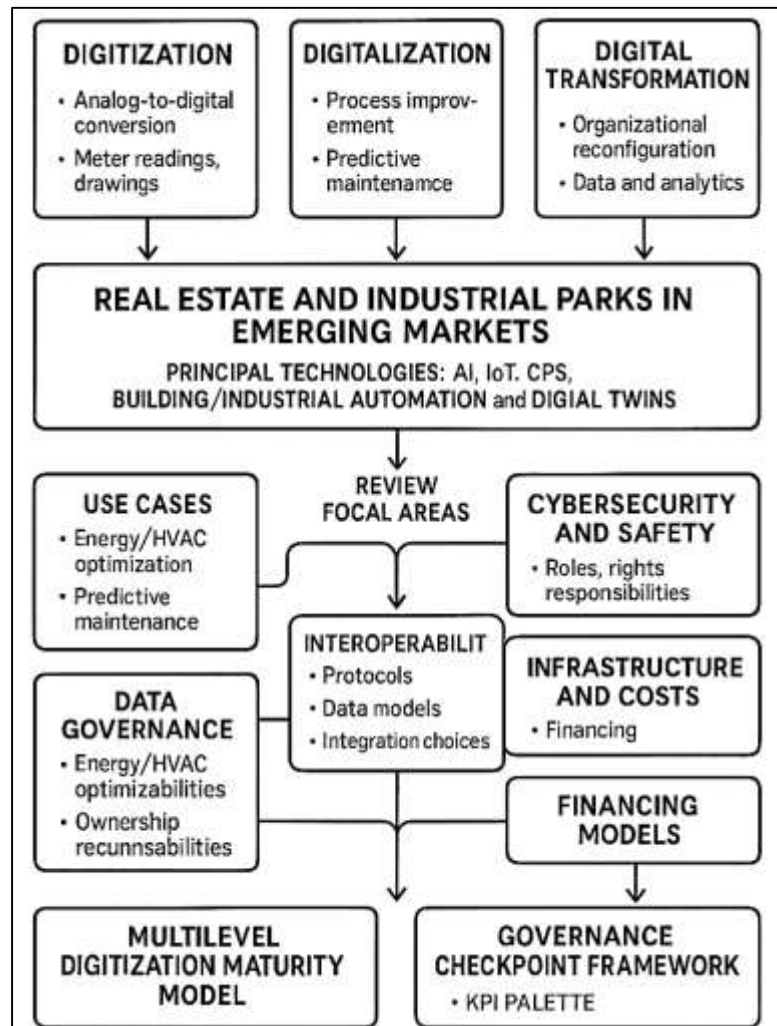 DIGITIZATION
• Analog-to-digital
conversion
• Meter readings,
drawings
DIGITALIZATION
• Process improv-
erment
• Predictive
maintenamce
DIGITAL
TRANSFORMATION
• Organizational
reconfiguration
• Data and analytics
REAL ESTATE AND INDUSTRIAL PARKS IN
EMERGING MARKETS
PRINCIPAL TECHNOLOGIES: AI, IoT. CPS,
BUILDING/INDUSTRIAL AUTOMATION and DIGIAL TWINS
REVIEW
FOCAL AREAS
USE CASES
• Energy/HVAC
optimization
• Predictive
maintenance
CYBERSECURITY
AND SAFETY
• Roles, rights
responsibilities
INTEROPERABILIT
• Protocols
• Data models
• Integration choices
INFRASTRUCTURE
AND COSTS
• Financing
DATA
GOVERNANCE
• Energy/HVAC
optimizabilities
• Ownership
recunnsabilities
FINANCING
MODELS
MULTILEVEL
DIGITIZATION MATURITY
MODEL
GOVERNANCE
CHECKPOINT FRAMEWORK
• KPI PALETTE